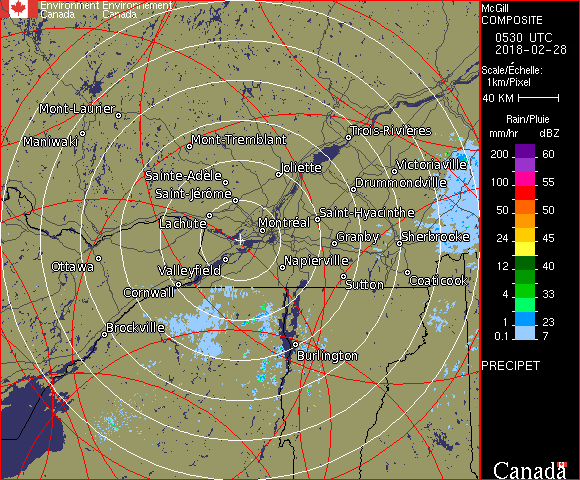 Environment Environnement
Canada Canada
McGill
COMPOSITE
0530 UTC
2018-02-28
Scale/Échelle:
1km/Pixel
40 KM
Rain/Pluie
mm/hr dBZ
200 60
100 55
50 50
24 45
12 40
4 33
1 23
0.1 7
PRECIPET
Canada
Mont-Laurier
Maniwaki
Mont-Tremblant
Trois-Rivières
Joliette
Victoriaville
Sainte-Adèle
Drummondville
Saint-Jérôme
Lachute
Saint-Hyacinthe
Montréal
Granby
Sherbrooke
Ottawa
Valleyfield
Napierville
Cornwall
Sutton
Coaticook
Brockville
Burlington